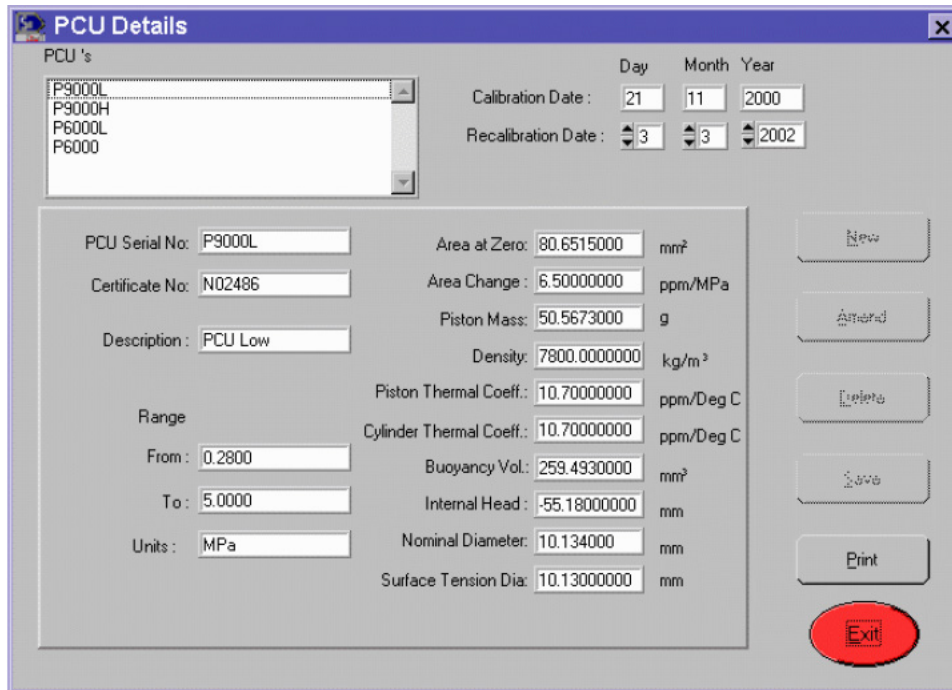 PCU Details
PCU 's
P9000L
P9000H
P6000L
P6000
Day Month Year
Calibration Date : 21 11 2000
Recalibration Date : 3 3 2002
PCU Serial No: P9000L
Certificate No: N02486
Description : PCU Low
Range
From : 0.2800
To : 5.0000
Units : MPa
Area at Zero: 80.6515000 mm²
Area Change : 6.50000000 ppm/MPa
Piston Mass: 50.5673000 g
Density: 7800.0000000 kg/m³
Piston Thermal Coeff.: 10.70000000 ppm/Deg C
Cylinder Thermal Coeff.: 10.70000000 ppm/Deg C
Buoyancy Vol.: 259.4930000 mm³
Internal Head : -55.18000000 mm
Nominal Diameter: 10.134000 mm
Surface Tension Dia: 10.13000000 mm
New
Amend
Delete
Save
Print
Exit